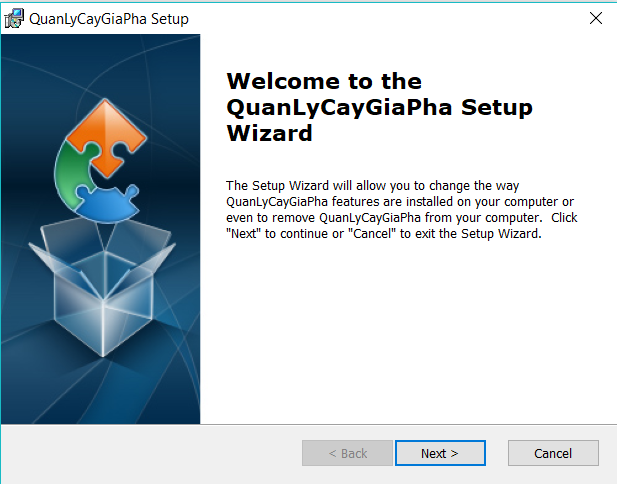 QuanLyCayGiaPha Setup
Welcome to the
QuanLyCayGiaPha Setup
Wizard
The Setup Wizard will allow you to change the way
QuanLyCayGiaPha features are installed on your computer or
even to remove QuanLyCayGiaPha from your computer.  Click
"Next" to continue or "Cancel" to exit the Setup Wizard.
< Back
Next >
Cancel